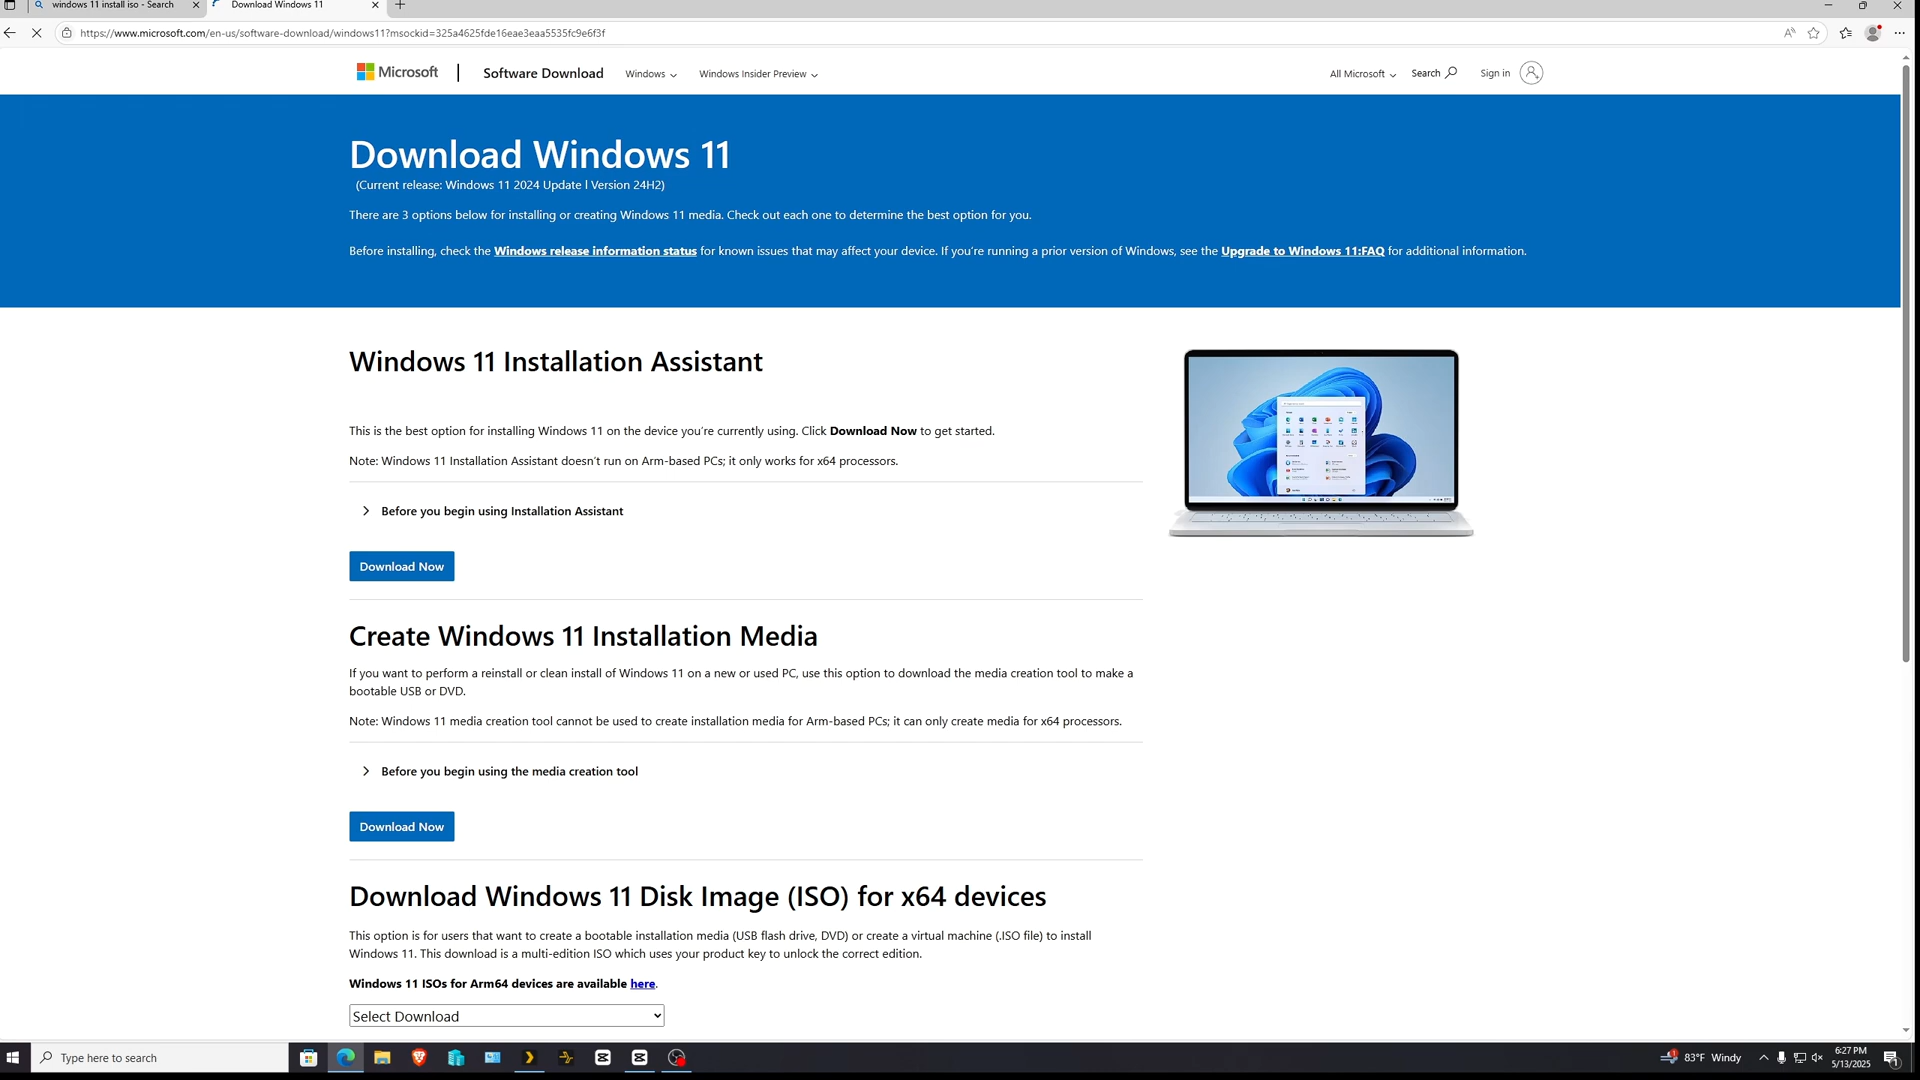 windows 11 install iso - Search
Download Windows 11
https://www.microsoft.com/en-us/software-download/windows11?msockid=325a4625fde16eae3eaa5535fc9e6f3f
Microsoft
Software Download
Windows
Windows Insider Preview
All Microsoft
Search
Sign in
Download Windows 11
(Current release: Windows 11 2024 Update l Version 24H2)
There are 3 options below for installing or creating Windows 11 media. Check out each one to determine the best option for you.
Before installing, check the Windows release information status for known issues that may affect your device. If you're running a prior version of Windows, see the Upgrade to Windows 11:FAQ for additional information.
Windows 11 Installation Assistant
This is the best option for installing Windows 11 on the device you're currently using. Click Download Now to get started.
Note: Windows 11 Installation Assistant doesn't run on Arm-based PCs; it only works for x64 processors.
Before you begin using Installation Assistant
Download Now
Create Windows 11 Installation Media
If you want to perform a reinstall or clean install of Windows 11 on a new or used PC, use this option to download the media creation tool to make a
bootable USB or DVD.
Note: Windows 11 media creation tool cannot be used to create installation media for Arm-based PCs; it can only create media for x64 processors.
Before you begin using the media creation tool
Download Now
Download Windows 11 Disk Image (ISO) for x64 devices
This option is for users that want to create a bootable installation media (USB flash drive, DVD) or create a virtual machine (.ISO file) to install
Windows 11. This download is a multi-edition ISO which uses your product key to unlock the correct edition.
Windows 11 ISOs for Arm64 devices are available here.
Select Download
Type here to search
83°F Windy
6:27 PM
5/13/2025